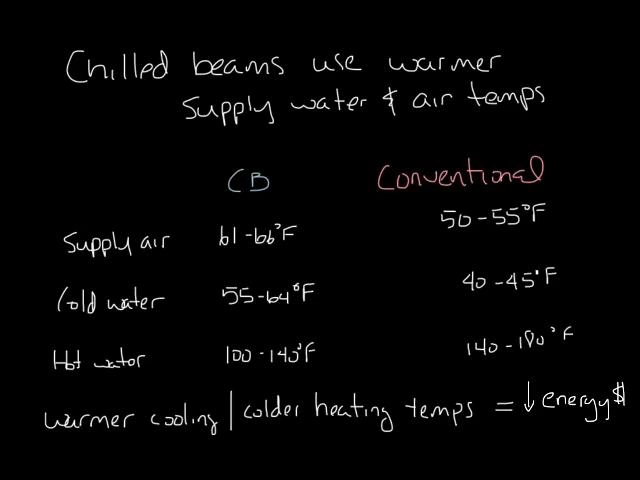 Chilled beams use warmer
supply water & air temps
CB Conventional
Supply air 61-66°F 50-55°F
Cold water 55-64°F 40-45°F
Hot water 100-140°F 140-180°F
warmer cooling | colder heating temps = ↓ energy $